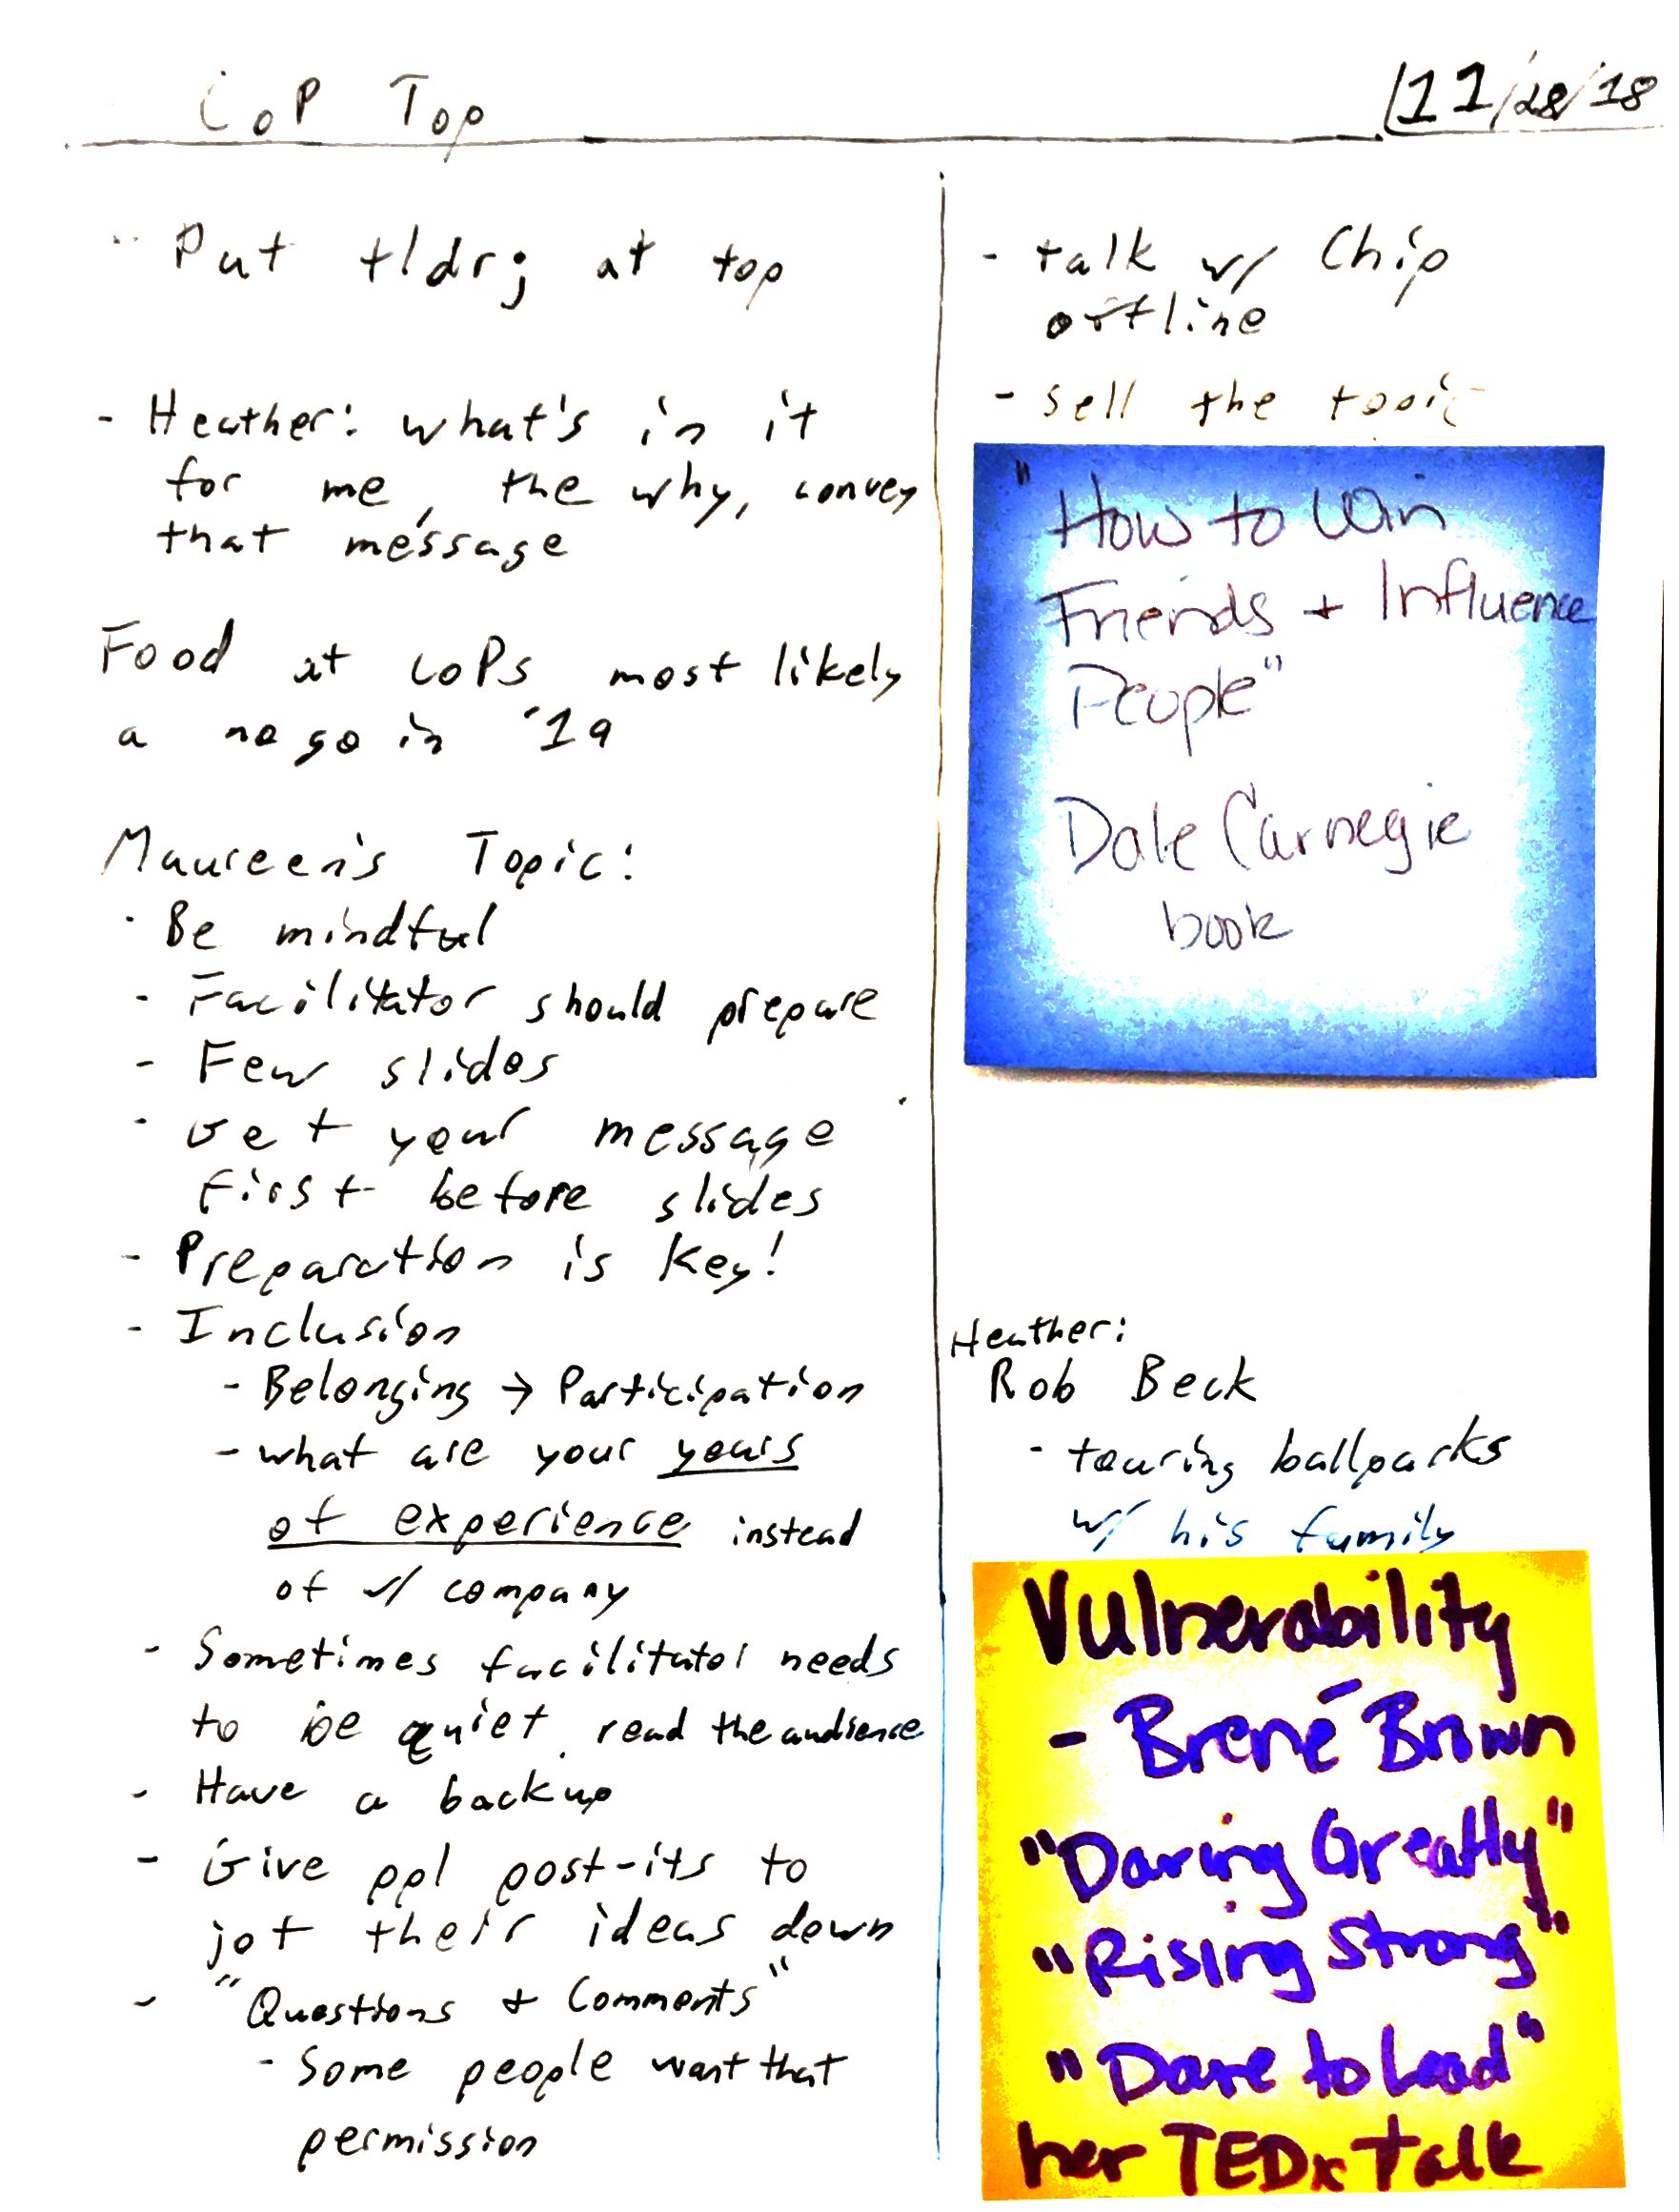 CoP Top
11/28/18
- Put tldr; at top
- Heather: what's in it
for me, the why, convey
that message
Food at CoPs most likely
a no go in '19
Maureen's Topic:
- Be mindful
- Facilitator should prepare
- Few slides
- Get your message
first before slides
- Preparation is key!
- Inclusion
- Belonging → Participation
- what are your years
of experience instead
of w/ company
- Sometimes facilitator needs
to be quiet, read the audience
- Have a backup
- Give ppl post-its to
jot their ideas down
- "Questions + Comments"
- Some people want that
permission
- talk w/ Chip
offline
- sell the topic
"How to Win
Friends + Influence
People"
Dale Carnegie
book
Heather:
Rob Beck
- touring ballparks
w/ his family
Vulnerability
- Brené Brown
"Daring Greatly"
"Rising Strong"
"Dare to Lead"
her TEDx Talk